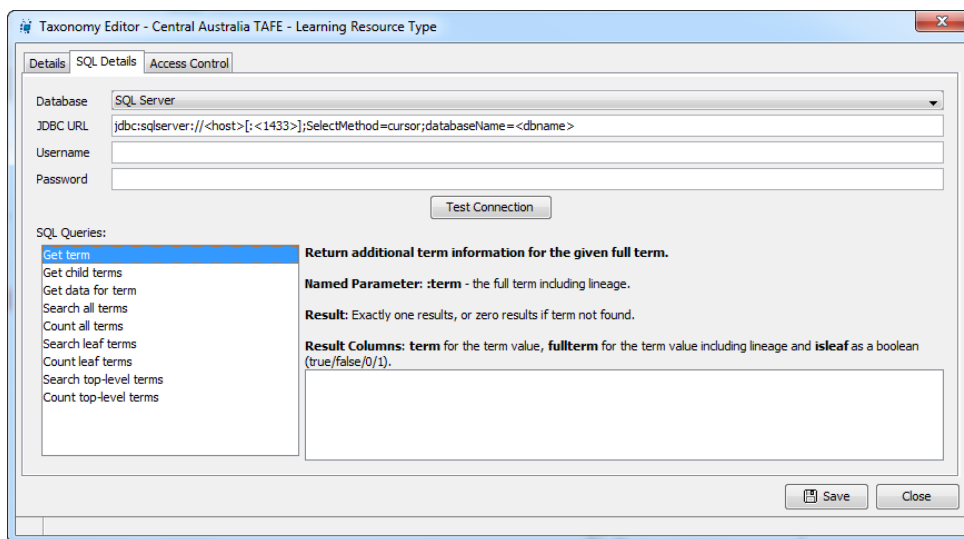 Taxonomy Editor - Central Australia TAFE - Learning Resource Type
Details SQL Details Access Control
Database SQL Server
JDBC URL jdbc:sqlserver://<host>[:<1433>];SelectMethod=cursor;databaseName=<dbname>
Username
Password
Test Connection
SQL Queries:
Get term
Get child terms
Get data for term
Search all terms
Count all terms
Search leaf terms
Count leaf terms
Search top-level terms
Count top-level terms
Return additional term information for the given full term.
Named Parameter: :term - the full term including lineage.
Result: Exactly one results, or zero results if term not found.
Result Columns: term for the term value, fullterm for the term value including lineage and isleaf as a boolean
(true/false/0/1).
Save Close